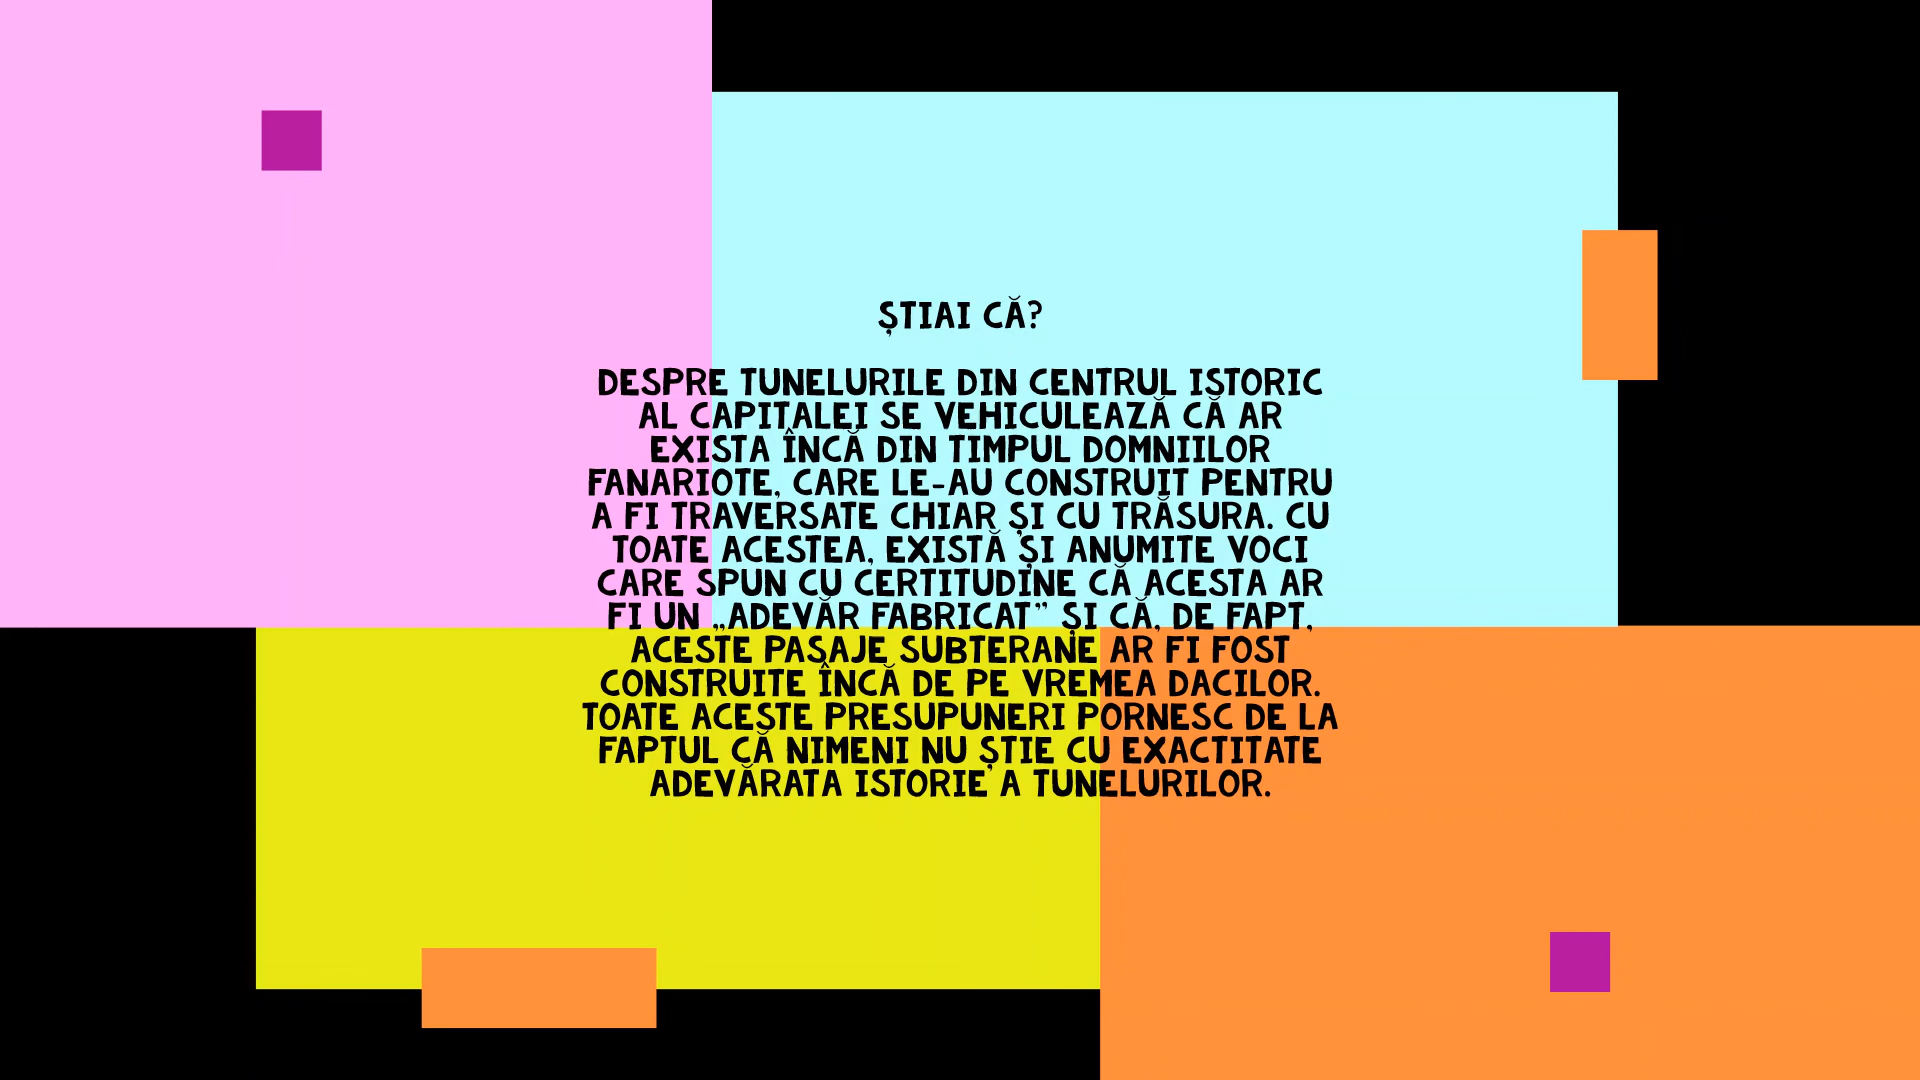 ȘTIAI CĂ?
DESPRE TUNELURILE DIN CENTRUL ISTORIC
AL CAPITALEI SE VEHICULEAZĂ CĂ AR
EXISTA ÎNCĂ DIN TIMPUL DOMNIILOR
FANARIOTE, CARE LE-AU CONSTRUIT PENTRU
A FI TRAVERSATE CHIAR ȘI CU TRĂSURA. CU
TOATE ACESTEA, EXISTĂ ȘI ANUMITE VOCI
CARE SPUN CU CERTITUDINE CĂ ACESTA AR
FI UN „ADEVĂR FABRICAT” ȘI CĂ, DE FAPT,
ACESTE PASAJE SUBTERANE AR FI FOST
CONSTRUITE ÎNCĂ DE PE VREMEA DACILOR.
TOATE ACESTE PRESUPUNERI PORNESC DE LA
FAPTUL CĂ NIMENI NU ȘTIE CU EXACTITATE
ADEVĂRATA ISTORIE A TUNELURILOR.